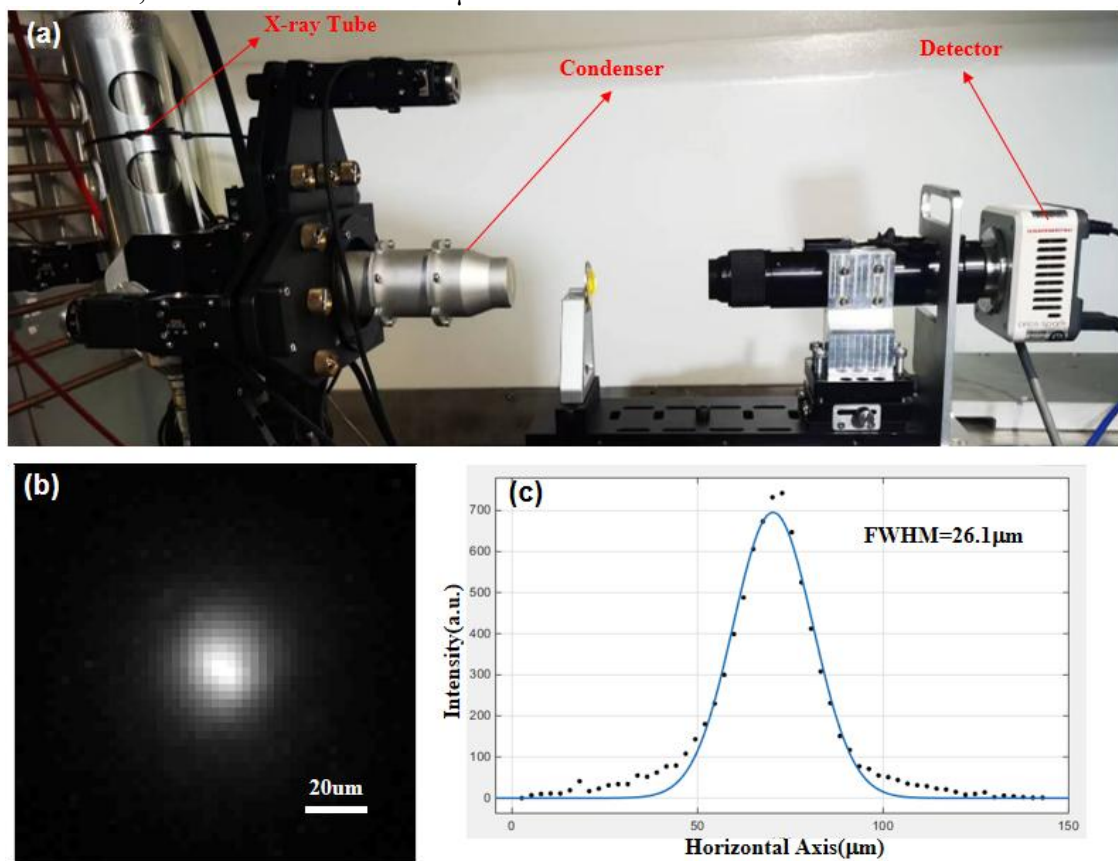 (a)
X-ray Tube
Condenser
Detector
(b)
20um
(c)
FWHM=26.1μm
Intensity(a.u.)
700
600
500
400
300
200
100
0
0
50
100
150
Horizontal Axis(μm)